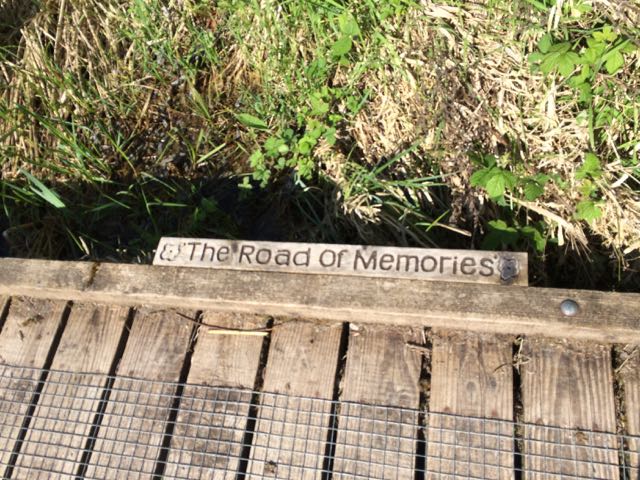 The Road of Memories